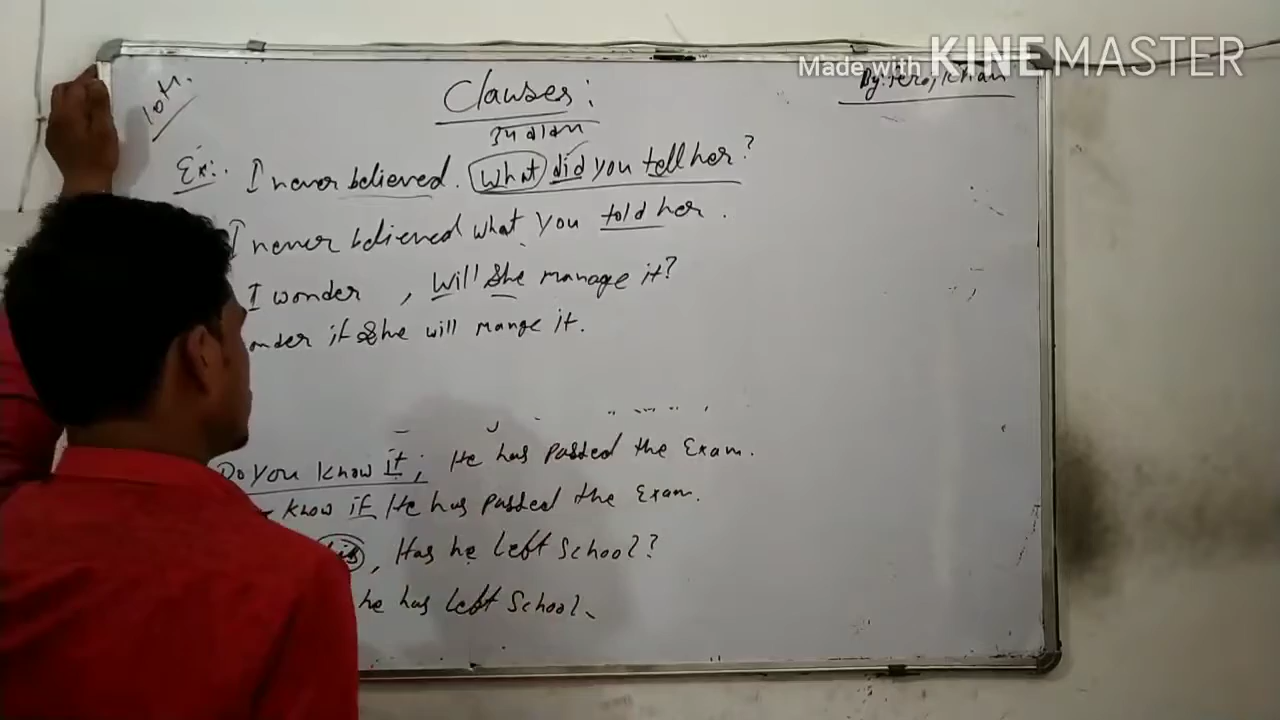 Made with KINEMASTER
10th.
Clauses:
By:
उपवाक्य
Ex:. I never believed. What did you tell her?
I never believed what you told her.
I wonder, Will She manage it?
onder if She will mange it.
Do you know it; He has passed the Exam.
know if He has passed the Exam.
, Has he left School?
he has left School.